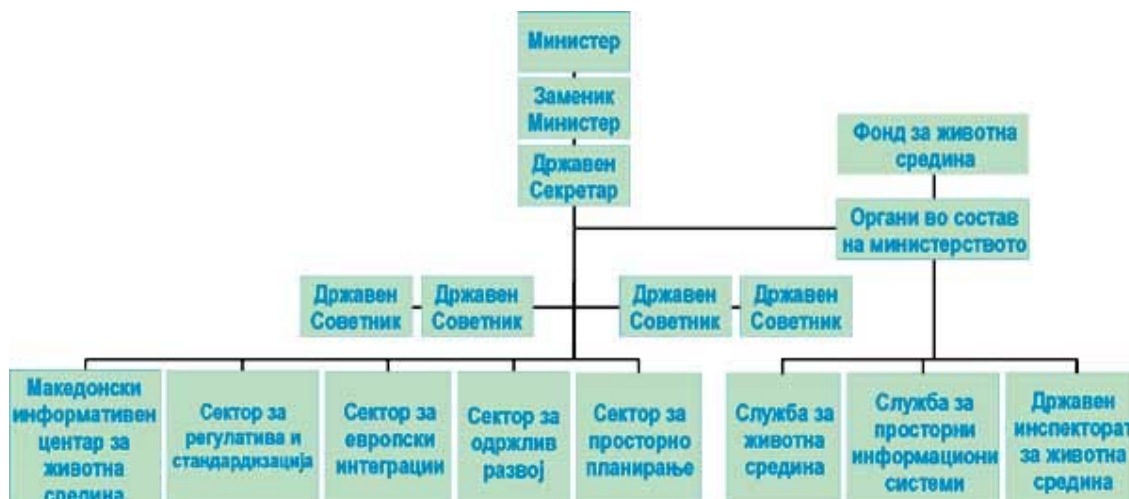 Министер
Заменик
Министер
Државен
Секретар
Фонд за животна
средина
Органи во состав
на министерството
Државен
Советник
Државен
Советник
Државен
Советник
Државен
Советник
Македонски
информативен
центар за
животна
средина
Сектор за
регулатива и
стандардизација
Сектор за
европски
интеграции
Сектор за
одржлив
развој
Сектор за
просторно
планирање
Служба за
животна
средина
Служба за
просторни
информациони
системи
Државен
инспекторат
за животна
средина